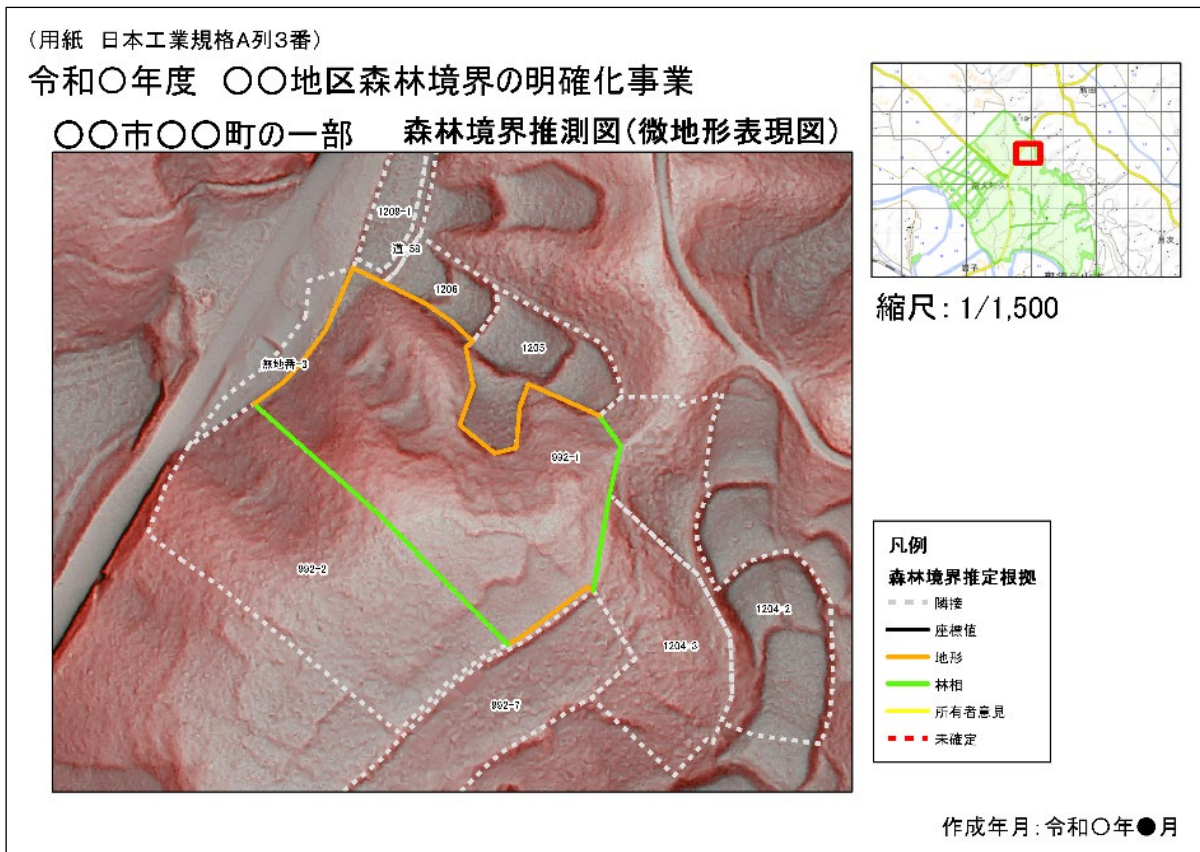 (用紙 日本工業規格A列3番)
令和〇年度 〇〇地区森林境界の明確化事業
〇〇市〇〇町の一部 森林境界推測図(微地形表現図)
1208-1
道 58
1206
1205
無地番-3
992-1
992-2
1204-2
1204-3
992-7
縮尺:1/1,500
凡例
森林境界推定根拠
隣接
座標値
地形
林相
所有者意見
未確定
作成年月:令和〇年●月